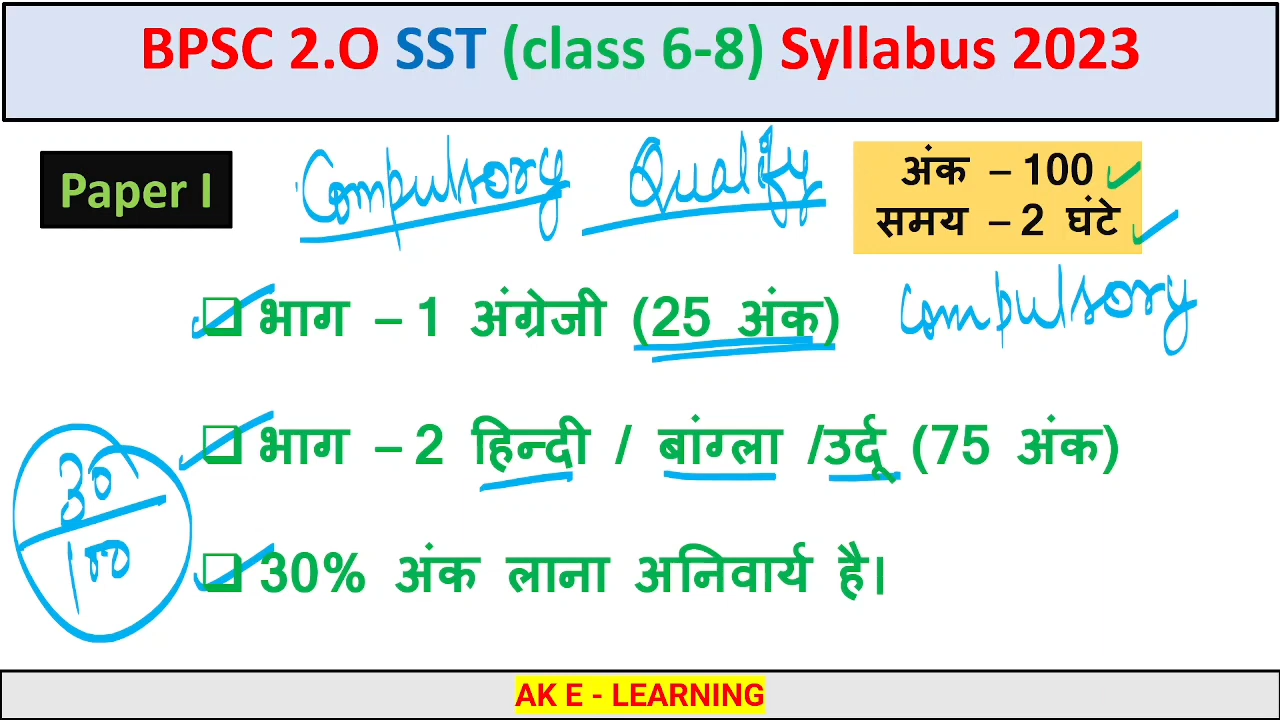 BPSC 2.O SST (class 6-8) Syllabus 2023
Paper I
Compulsory Qualify
अंक – 100
समय – 2 घंटे
भाग – 1 अंग्रेजी (25 अंक)
Compulsory
भाग – 2 हिन्दी / बांग्ला /उर्दू (75 अंक)
30
100
30% अंक लाना अनिवार्य है।
AK E - LEARNING